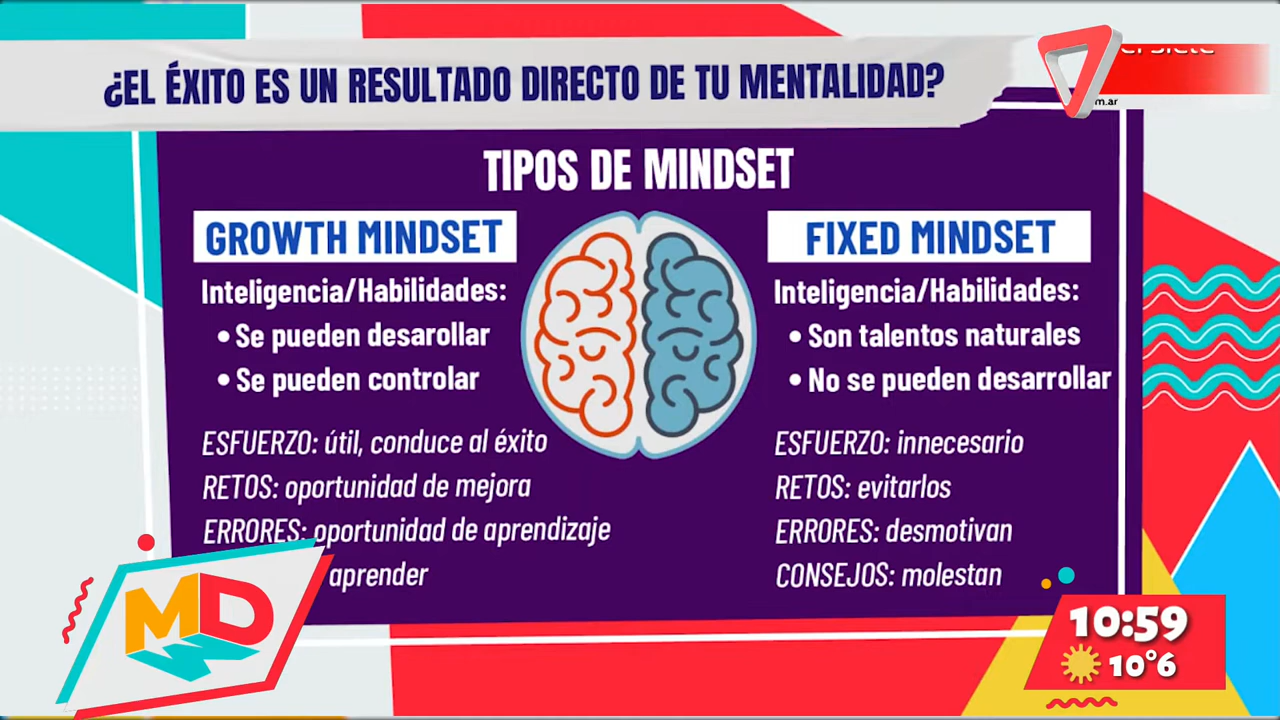 ¿EL ÉXITO ES UN RESULTADO DIRECTO DE TU MENTALIDAD?
m.ar
TIPOS DE MINDSET
GROWTH MINDSET
Inteligencia/Habilidades:
• Se pueden desarollar
• Se pueden controlar
ESFUERZO: útil, conduce al éxito
RETOS: oportunidad de mejora
ERRORES: oportunidad de aprendizaje
aprender
FIXED MINDSET
Inteligencia/Habilidades:
• Son talentos naturales
• No se pueden desarrollar
ESFUERZO: innecesario
RETOS: evitarlos
ERRORES: desmotivan
CONSEJOS: molestan
MD
10:59
10°6